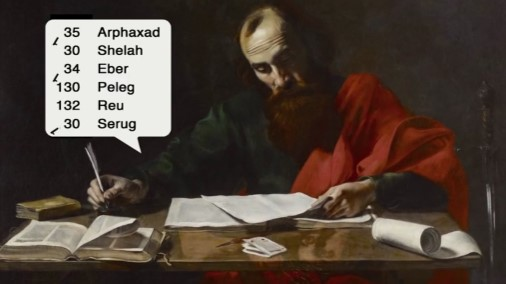 35 Arphaxad
30 Shelah
34 Eber
130 Peleg
132 Reu
30 Serug